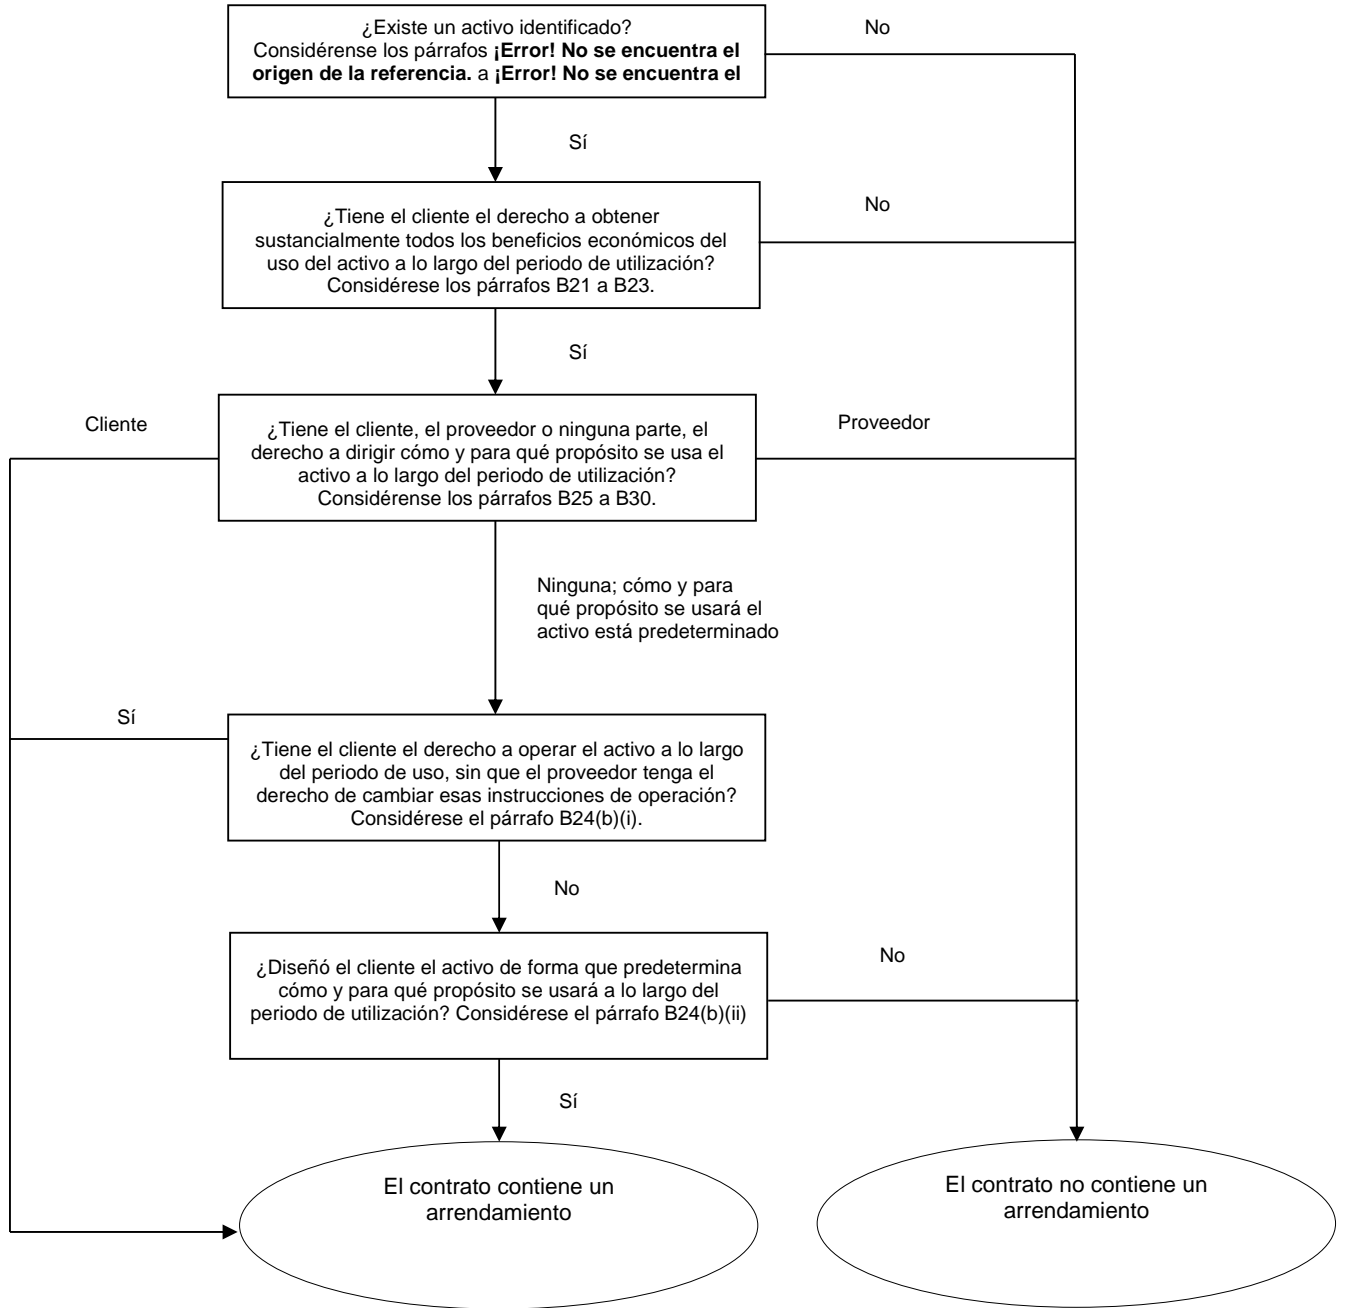 ¿Existe un activo identificado?
Considérense los párrafos ¡Error! No se encuentra el
origen de la referencia. a ¡Error! No se encuentra el
No
Sí
¿Tiene el cliente el derecho a obtener
sustancialmente todos los beneficios económicos del
uso del activo a lo largo del periodo de utilización?
Considérese los párrafos B21 a B23.
No
Sí
Cliente
¿Tiene el cliente, el proveedor o ninguna parte, el
derecho a dirigir cómo y para qué propósito se usa el
activo a lo largo del periodo de utilización?
Considérense los párrafos B25 a B30.
Proveedor
Ninguna; cómo y para
qué propósito se usará el
activo está predeterminado
Sí
¿Tiene el cliente el derecho a operar el activo a lo largo
del periodo de uso, sin que el proveedor tenga el
derecho de cambiar esas instrucciones de operación?
Considérese el párrafo B24(b)(i).
No
¿Diseñó el cliente el activo de forma que predetermina
cómo y para qué propósito se usará a lo largo del
periodo de utilización? Considérese el párrafo B24(b)(ii)
No
Sí
El contrato contiene un
arrendamiento
El contrato no contiene un
arrendamiento